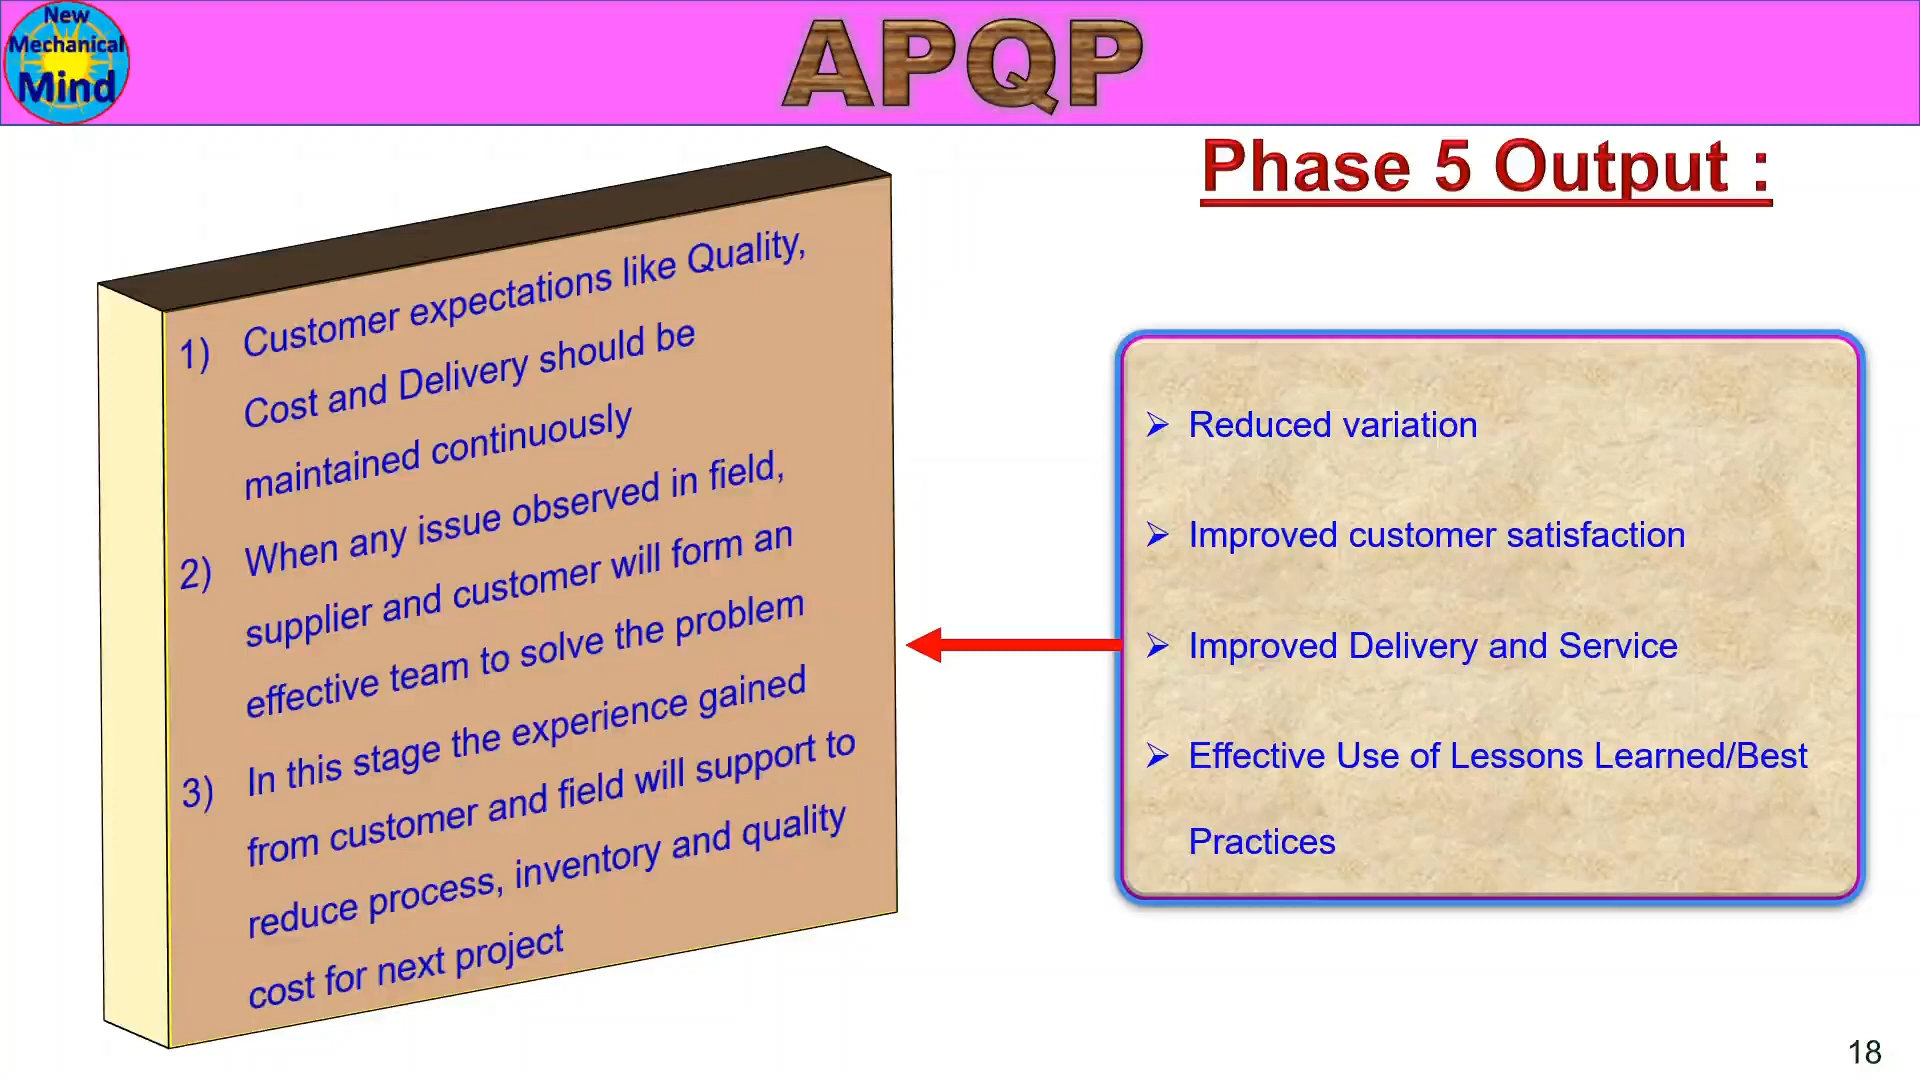 New
Mechanical
Mind
APQP
Phase 5 Output :
1) Customer expectations like Quality,
Cost and Delivery should be
maintained continuously
2) When any issue observed in field,
supplier and customer will form an
effective team to solve the problem
3) In this stage the experience gained
from customer and field will support to
reduce process, inventory and quality
cost for next project
➢ Reduced variation
➢ Improved customer satisfaction
➢ Improved Delivery and Service
➢ Effective Use of Lessons Learned/Best
Practices
18